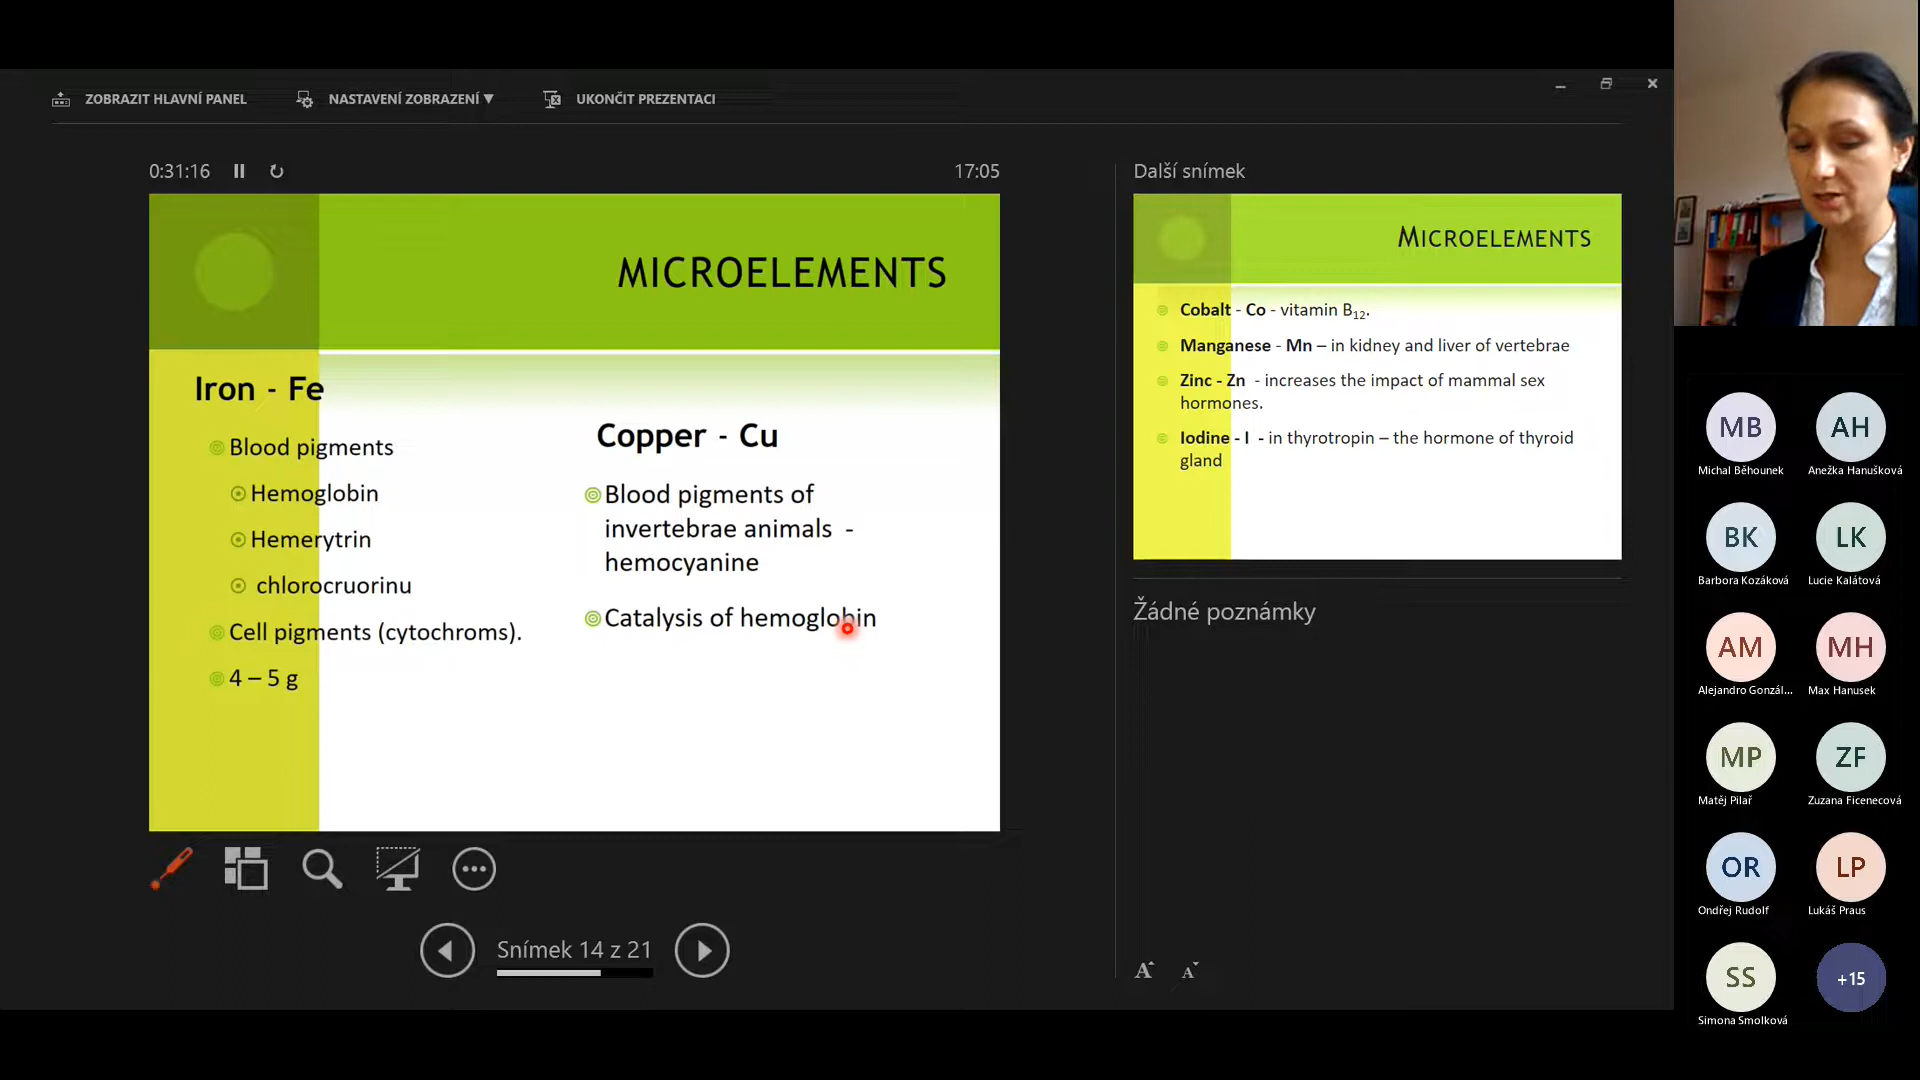 ZOBRAZIT HLAVNÍ PANEL
NASTAVENÍ ZOBRAZENÍ ▼
UKONČIT PREZENTACI
0:31:16
17:05
MICROELEMENTS
Iron - Fe
Blood pigments
Hemoglobin
Hemerytrin
chlorocruorinu
Cell pigments (cytochroms).
4 – 5 g
Copper - Cu
Blood pigments of
invertebrae animals -
hemocyanine
Catalysis of hemoglobin
Snímek 14 z 21
Další snímek
MICROELEMENTS
Cobalt - Co - vitamin B12.
Manganese - Mn – in kidney and liver of vertebrae
Zinc - Zn - increases the impact of mammal sex
hormones.
Iodine - I - in thyrotropin – the hormone of thyroid
gland
Žádné poznámky
A A
MB
Michal Běhounek
AH
Anežka Hanušková
BK
Barbora Kozáková
LK
Lucie Kalátová
AM
Alejandro Gonzál...
MH
Max Hanusek
MP
Matěj Pilař
ZF
Zuzana Ficenecová
OR
Ondřej Rudolf
LP
Lukáš Praus
SS
Simona Smolková
+15